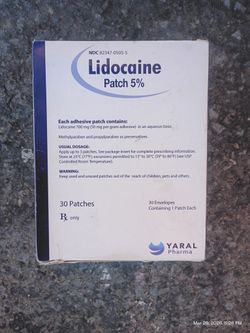 NDC 82347-0505-5
Lidocaine
Patch 5%
Each adhesive patch contains:
Lidocaine 700 mg (50 mg per gram adhesive) in an aqueous base.
Methylparaben and propylparaben as preservatives.
USUAL DOSAGE:
Apply up to 3 patches. See package insert for complete prescribing information.
Store at 25°C (77°F); excursions permitted to 15° to 30°C (59° to 86°F) [see USP
Controlled Room Temperature].
WARNING:
Keep used and unused patches out of the reach of children, pets and others.
30 Patches
30 Envelopes
Containing 1 Patch Each
Rx only
YARAL
Pharma